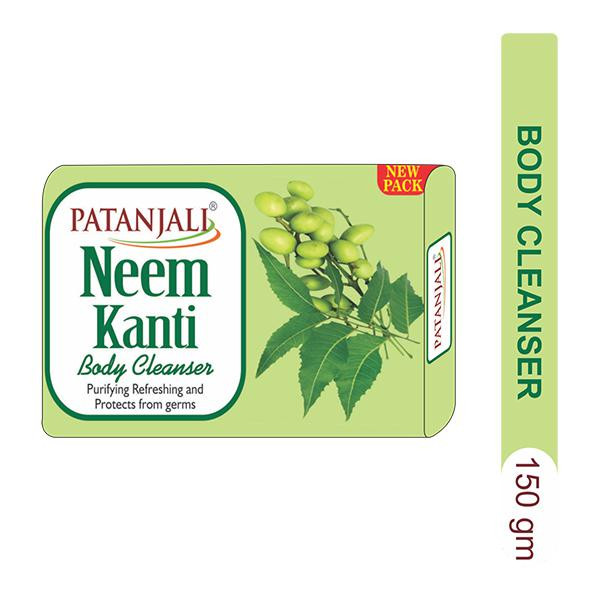 NEW
PACK
PATANJALI®
Neem
Kanti
Body Cleanser
Purifying Refreshing and
Protects from germs
PATANJALI
BODY CLEANSER
150 gm